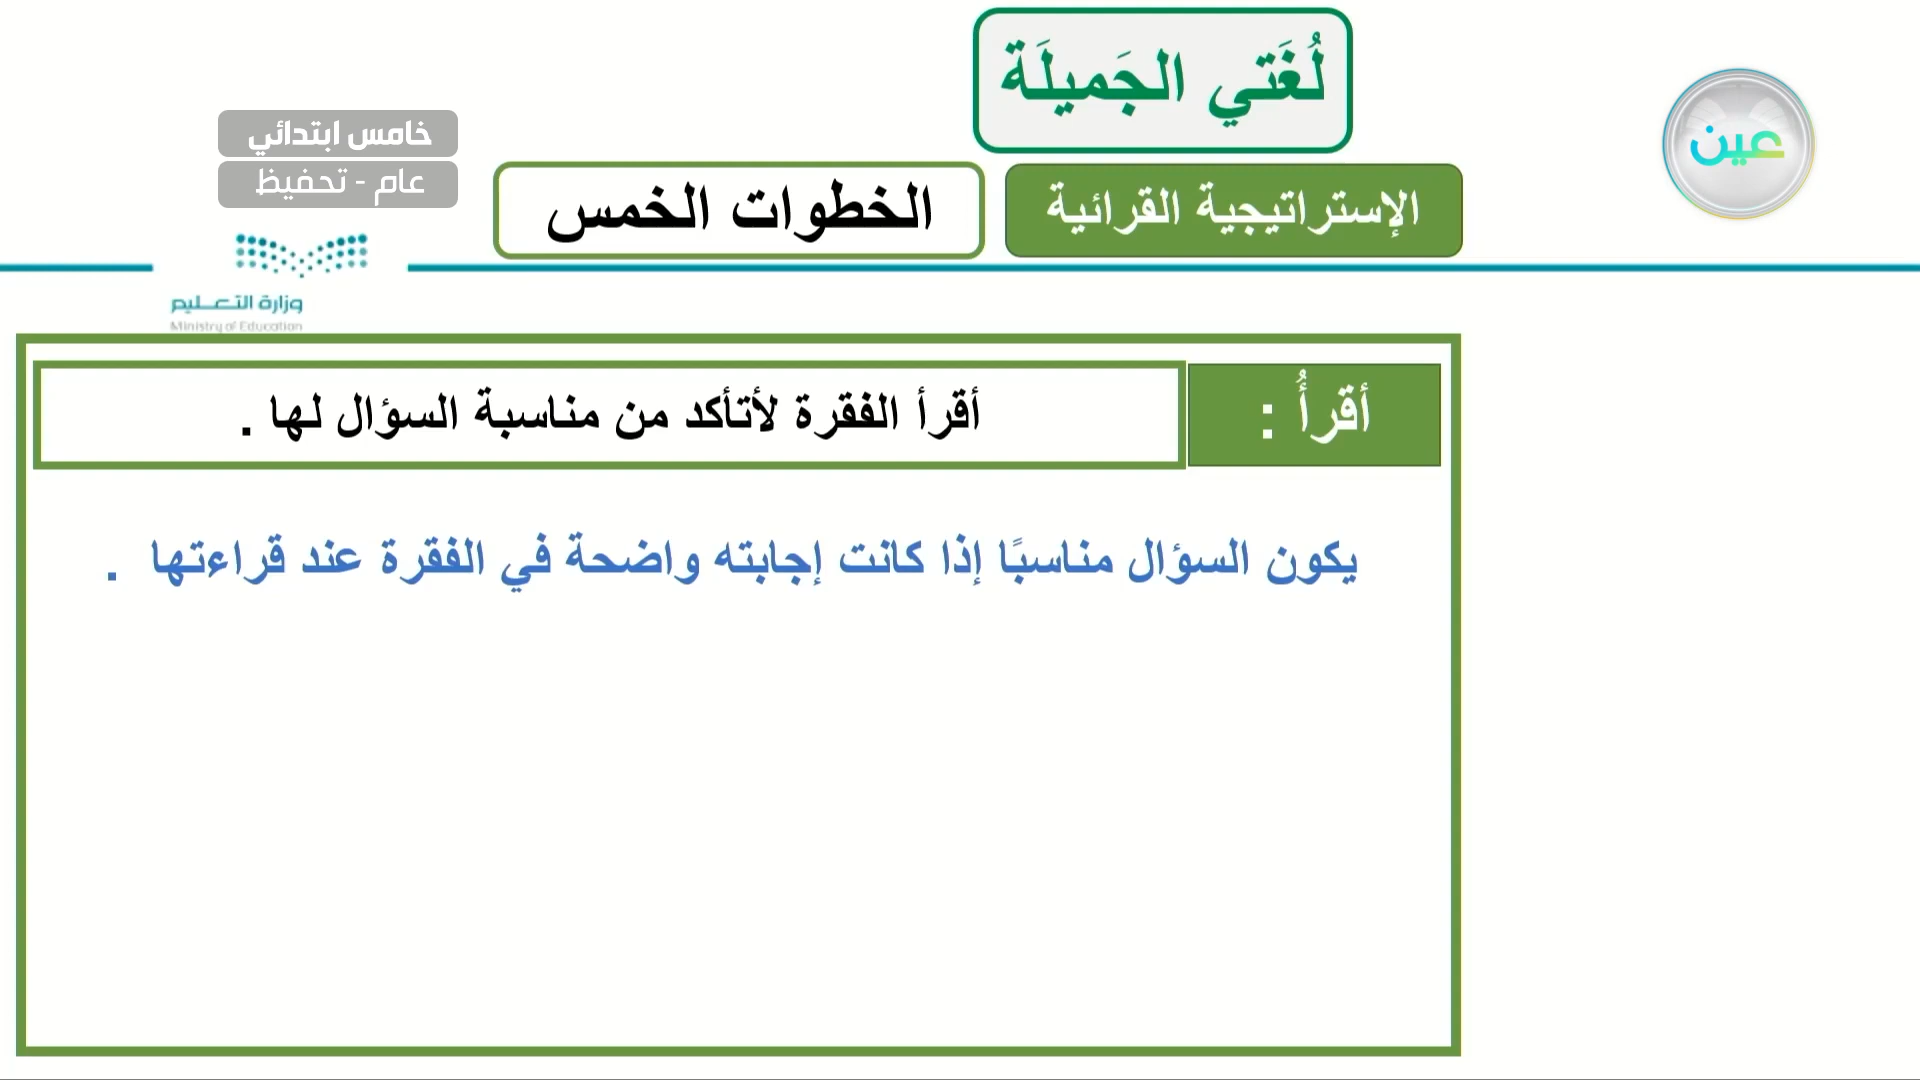 لُغَتي الجَميلَة
عين
خامس ابتدائي
عام - تحفيظ
الإستراتيجية القرائية
الخطوات الخمس
وزارة التعليم
Ministry of Education
أقرأُ :
أقرأ الفقرة لأتأكد من مناسبة السؤال لها .
يكون السؤال مناسبًا إذا كانت إجابته واضحة في الفقرة عند قراءتها .